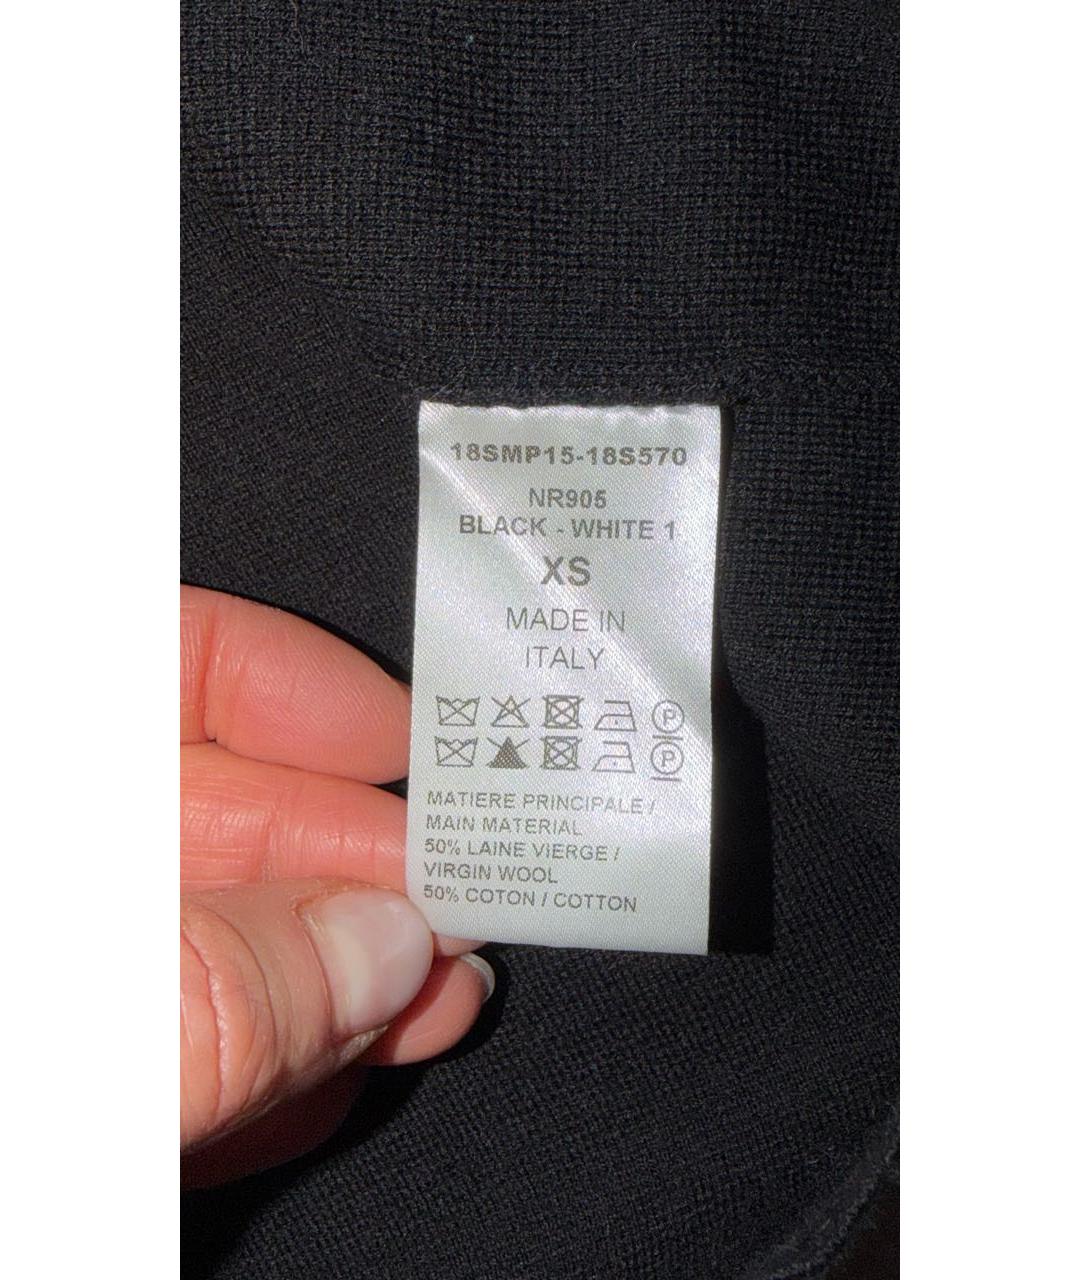 18SMP15-18S570
NR905
BLACK - WHITE 1
XS
MADE IN
ITALY
P
P
MATIERE PRINCIPALE /
MAIN MATERIAL
50% LAINE VIERGE /
VIRGIN WOOL
50% COTON / COTTON